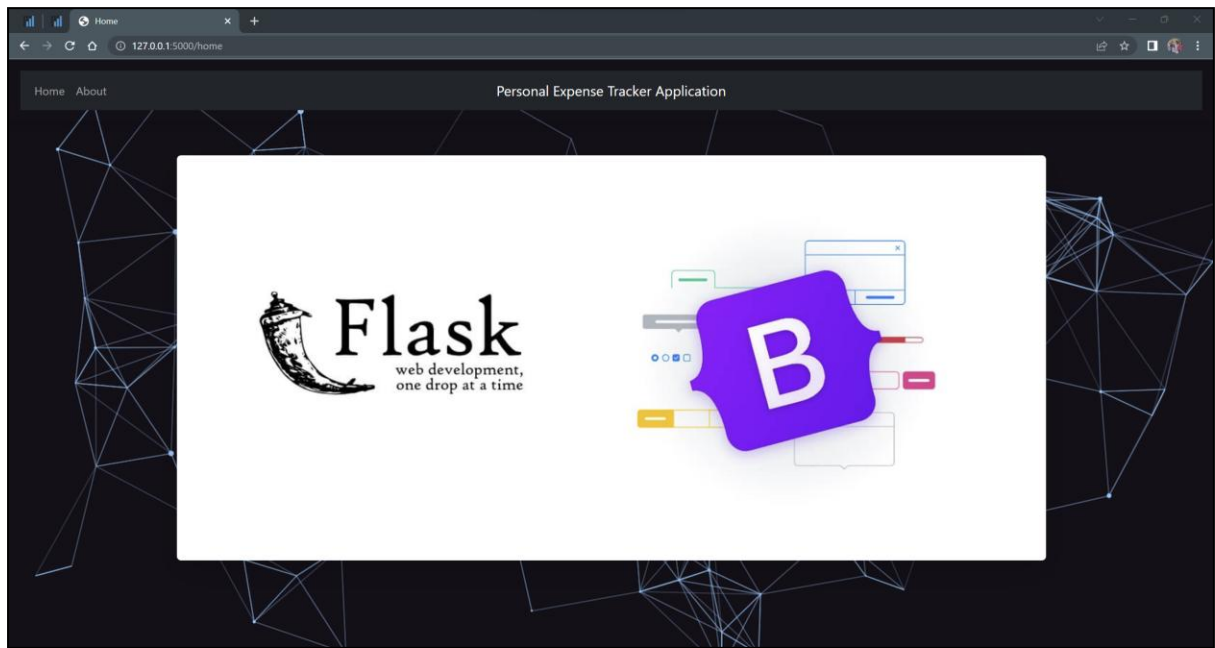 Home
127.0.0.1:5000/home
Home About
Personal Expense Tracker Application
Flask
web development,
one drop at a time
B